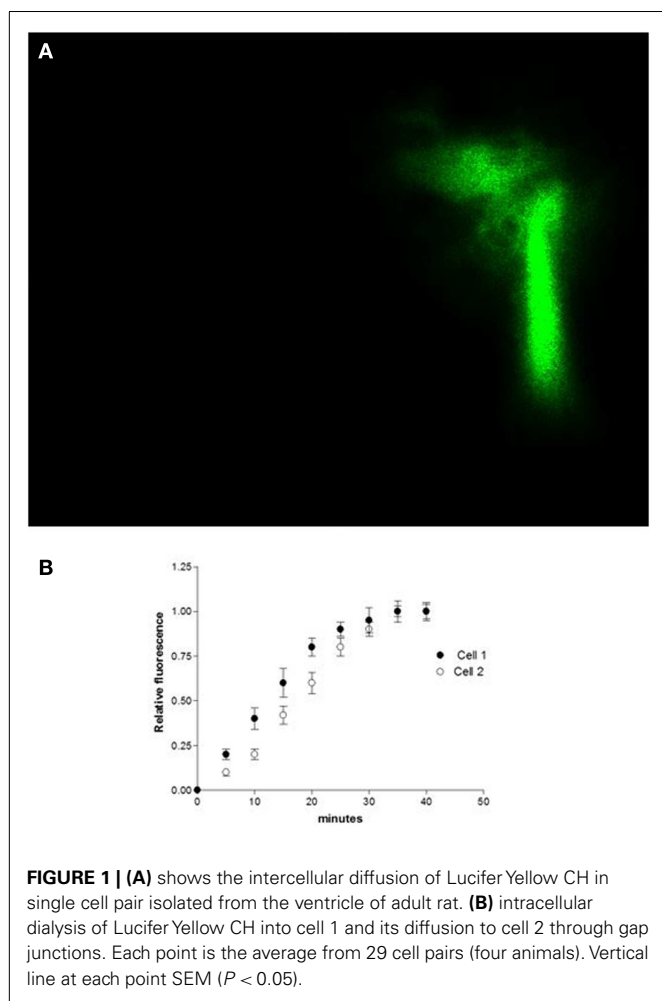 A
B
1.25
1.00
0.75
0.50
0.25
0.00
Relative fluorescence
Cell 1
Cell 2
0 10 20 30 40 50
minutes
FIGURE 1 | (A) shows the intercellular diffusion of Lucifer Yellow CH in
single cell pair isolated from the ventricle of adult rat. (B) intracellular
dialysis of Lucifer Yellow CH into cell 1 and its diffusion to cell 2 through gap
junctions. Each point is the average from 29 cell pairs (four animals). Vertical
line at each point SEM (P < 0.05).